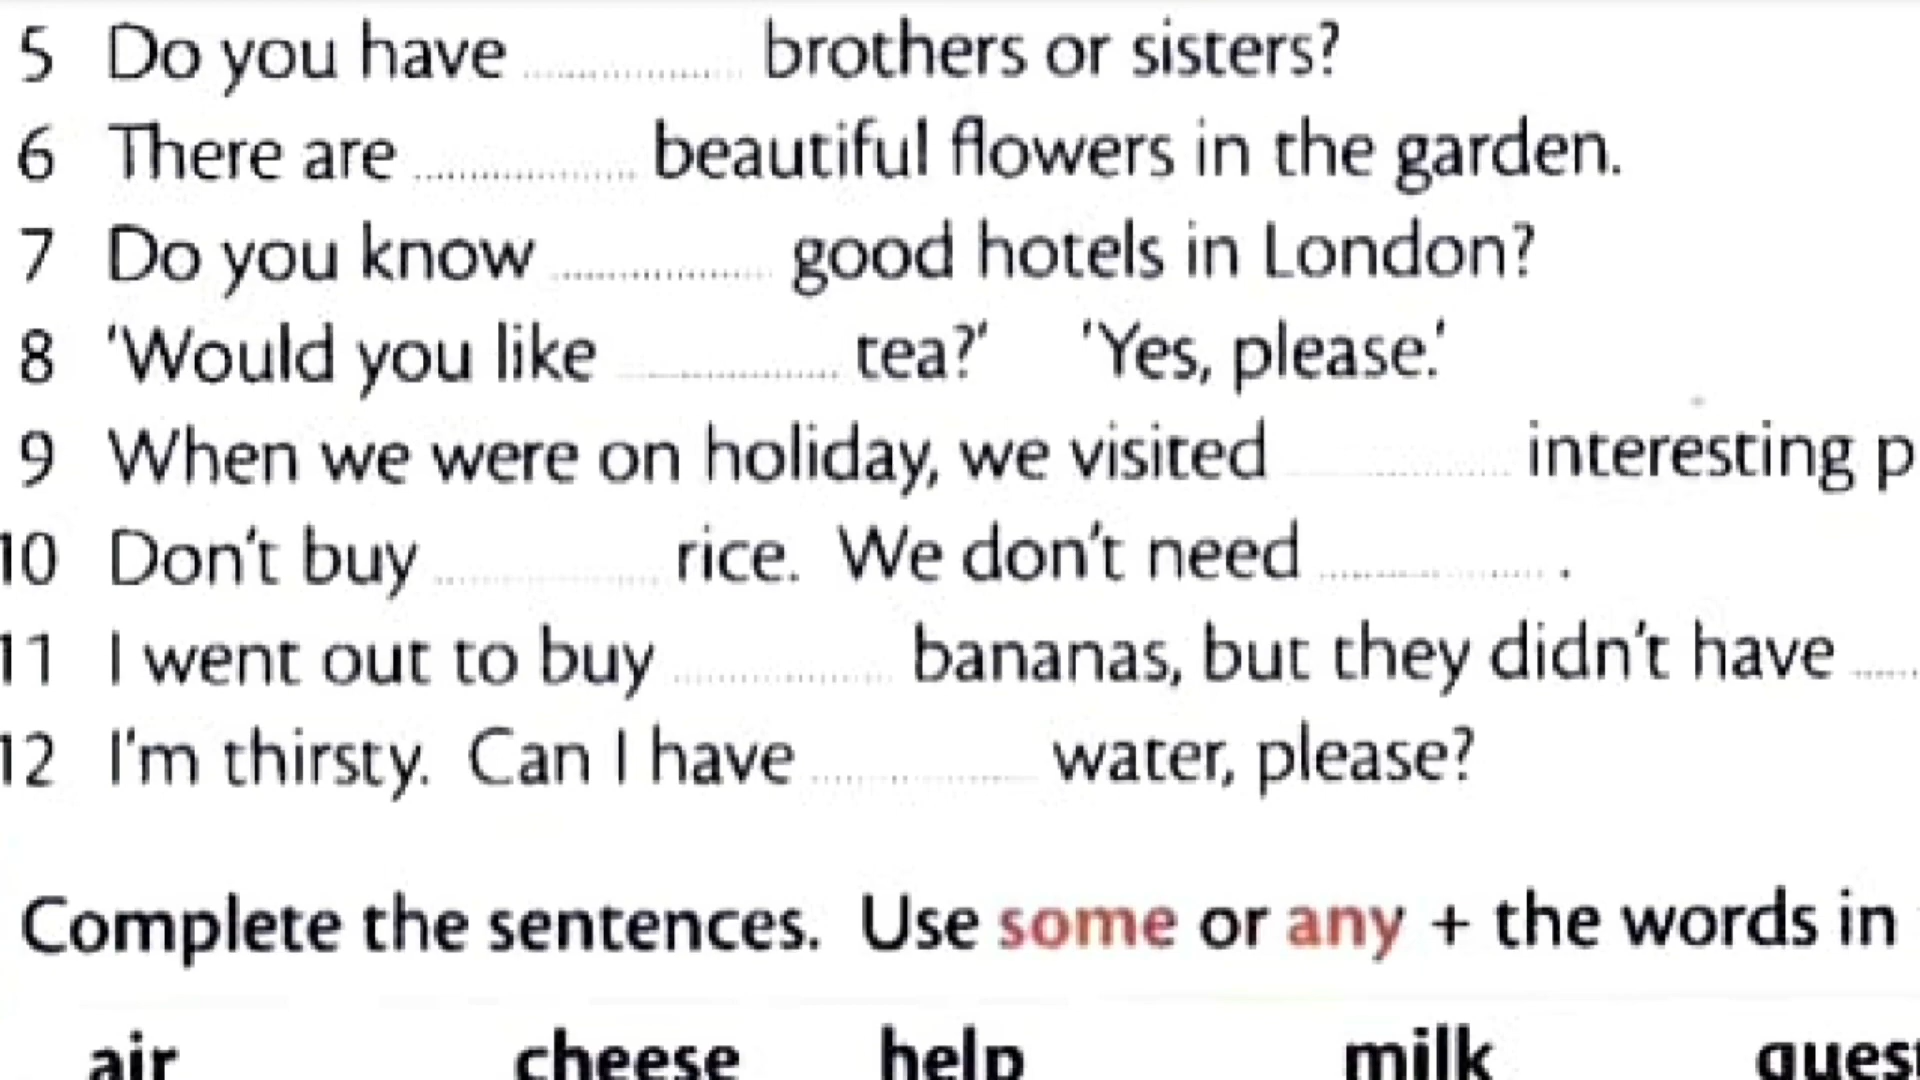 5 Do you have ............ brothers or sisters?
6 There are ............ beautiful flowers in the garden.
7 Do you know ............ good hotels in London?
8 'Would you like ............ tea?' 'Yes, please.'
9 When we were on holiday, we visited ............ interesting
10 Don't buy ............ rice. We don't need ............ .
11 I went out to buy ............ bananas, but they didn't have ....
12 I'm thirsty. Can I have ............ water, please?
Complete the sentences. Use some or any + the words in
air cheese help milk